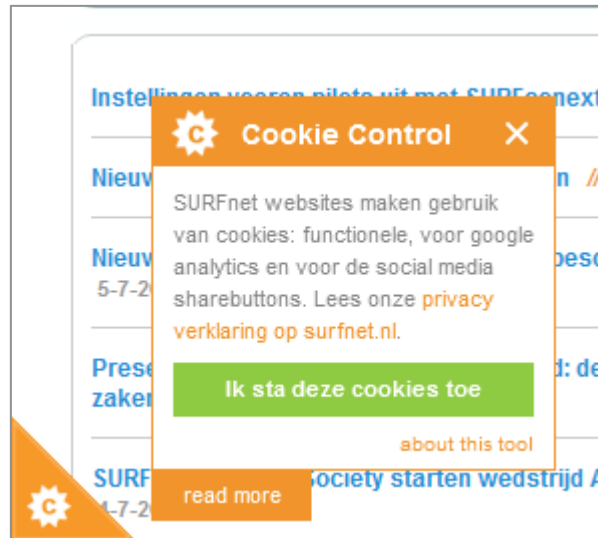 Cookie Control
SURFnet websites maken gebruik
van cookies: functionele, voor google
analytics en voor de social media
sharebuttons. Lees onze privacy
verklaring op surfnet.nl.
Ik sta deze cookies toe
about this tool
read more
Instellingen voeren pilots uit met
Nieuw
n //
Nieuw
besc
5-7-2
Prese
d: de
zaken
SURF
Society starten wedstrijd A
4-7-2
C
C